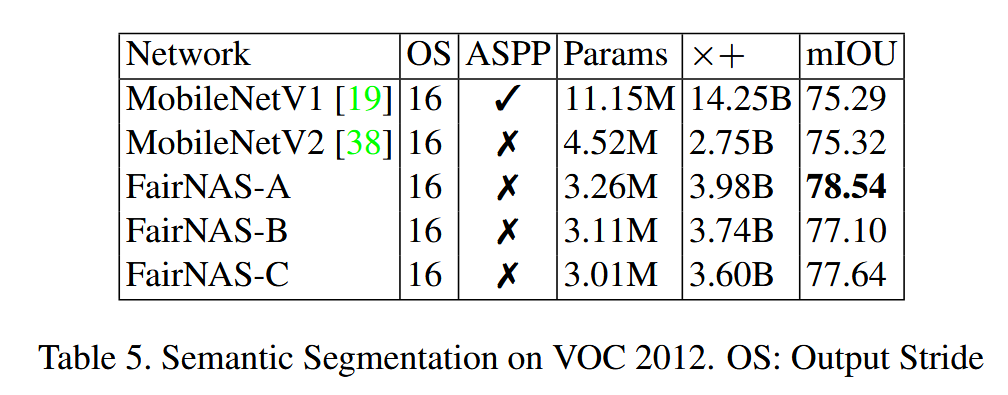 Network OS ASPP Params ×+ mIOU
MobileNetV1 [19] 16 ✓ 11.15M 14.25B 75.29
MobileNetV2 [38] 16 ✗ 4.52M 2.75B 75.32
FairNAS-A 16 ✗ 3.26M 3.98B 78.54
FairNAS-B 16 ✗ 3.11M 3.74B 77.10
FairNAS-C 16 ✗ 3.01M 3.60B 77.64
Table 5. Semantic Segmentation on VOC 2012. OS: Output Stride